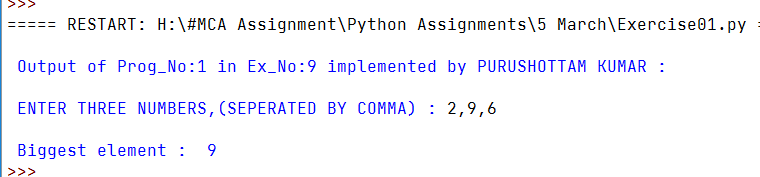 >>>
===== RESTART: H:\#MCA Assignment\Python Assignments\5 March\Exercise01.py =
Output of Prog_No:1 in Ex_No:9 implemented by PURUSHOTTAM KUMAR :
ENTER THREE NUMBERS,(SEPERATED BY COMMA) : 2,9,6
Biggest element :  9
>>>